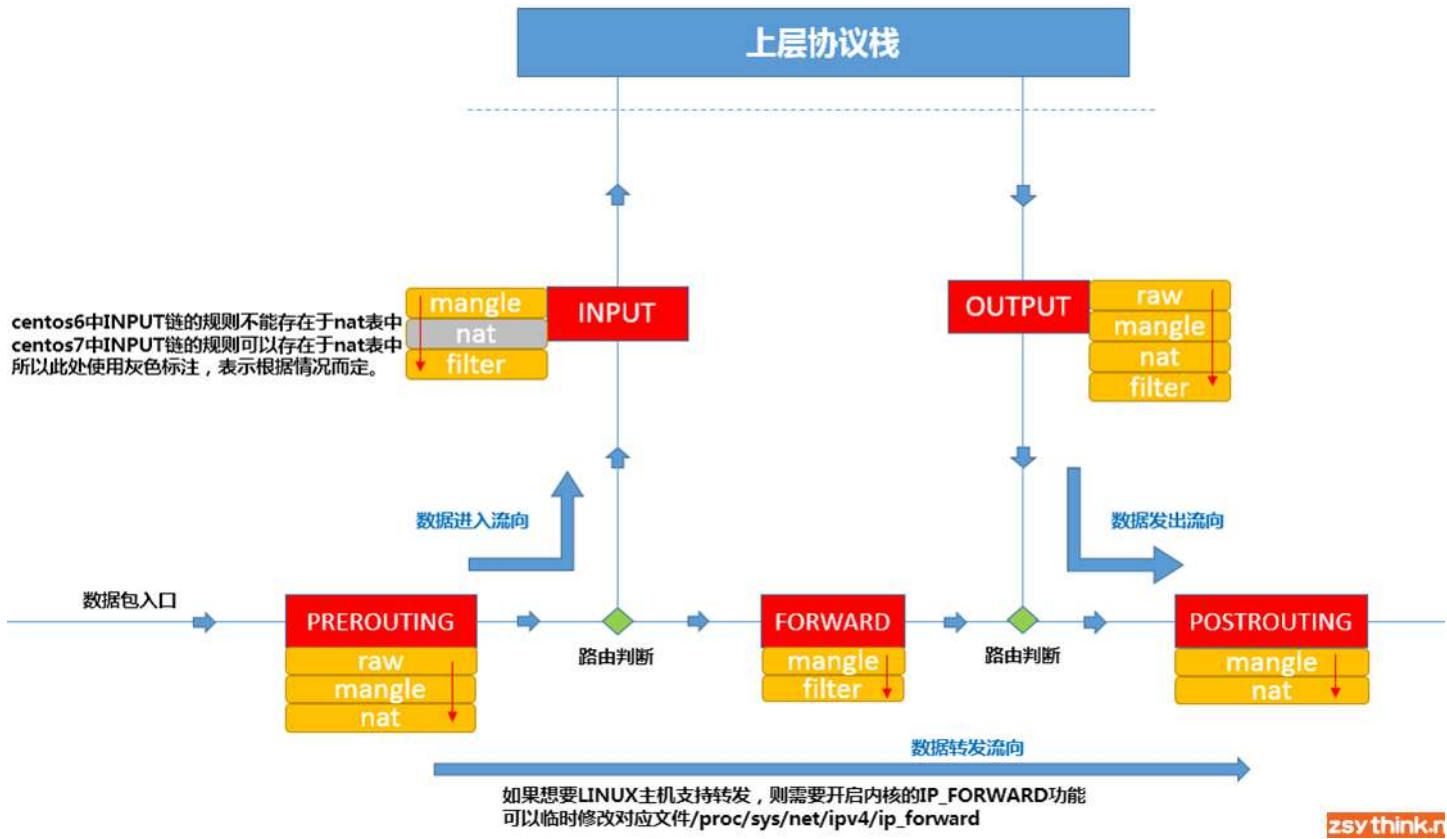 上层协议栈
centos6中INPUT链的规则不能存在于nat表中
centos7中INPUT链的规则可以存在于nat表中
所以此处使用灰色标注，表示根据情况而定。
mangle
nat
filter
INPUT
OUTPUT
raw
mangle
nat
filter
数据进入流向
数据发出流向
数据包入口
PREROUTING
raw
mangle
nat
路由判断
FORWARD
mangle
filter
路由判断
POSTROUTING
mangle
nat
数据转发流向
如果想要LINUX主机支持转发，则需要开启内核的IP_FORWARD功能
可以临时修改对应文件/proc/sys/net/ipv4/ip_forward
zsythink.n